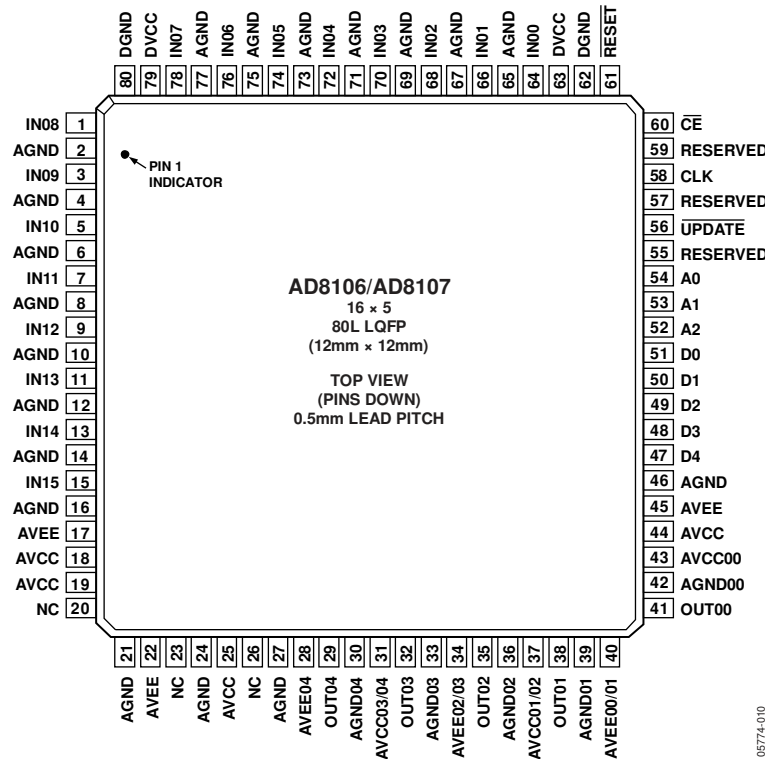 DGND DVCC IN07 AGND IN06 AGND IN05 AGND IN04 AGND IN03 AGND IN02 AGND IN01 AGND IN00 DVCC DGND RESET
80 79 78 77 76 75 74 73 72 71 70 69 68 67 66 65 64 63 62 61
IN08 1
AGND 2
IN09 3
AGND 4
IN10 5
AGND 6
IN11 7
AGND 8
IN12 9
AGND 10
IN13 11
AGND 12
IN14 13
AGND 14
IN15 15
AGND 16
AVEE 17
AVCC 18
AVCC 19
NC 20
PIN 1
INDICATOR
AD8106/AD8107
16 × 5
80L LQFP
(12mm × 12mm)
TOP VIEW
(PINS DOWN)
0.5mm LEAD PITCH
60 CE
59 RESERVED
58 CLK
57 RESERVED
56 UPDATE
55 RESERVED
54 A0
53 A1
52 A2
51 D0
50 D1
49 D2
48 D3
47 D4
46 AGND
45 AVEE
44 AVCC
43 AVCC00
42 AGND00
41 OUT00
21 22 23 24 25 26 27 28 29 30 31 32 33 34 35 36 37 38 39 40
AGND AVEE NC AGND AVCC NC AGND AVEE04 OUT04 AGND04 AVCC03/04 OUT03 AGND03 AVEE02/03 OUT02 AGND02 AVCC01/02 OUT01 AGND01 AVEE00/01
05774-010